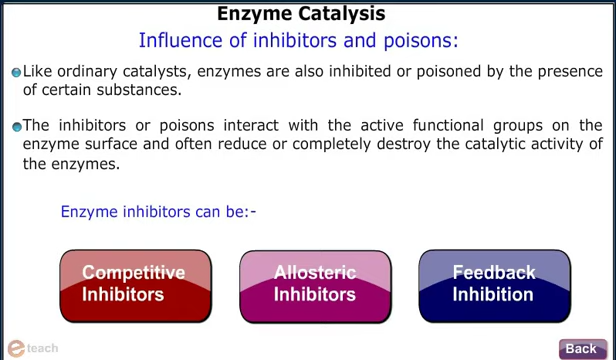 Enzyme Catalysis
Influence of inhibitors and poisons:
Like ordinary catalysts, enzymes are also inhibited or poisoned by the presence
of certain substances.
The inhibitors or poisons interact with the active functional groups on the
enzyme surface and often reduce or completely destroy the catalytic activity of
the enzymes.
Enzyme inhibitors can be:-
Competitive
Inhibitors
Allosteric
Inhibitors
Feedback
Inhibition
e teach
Back